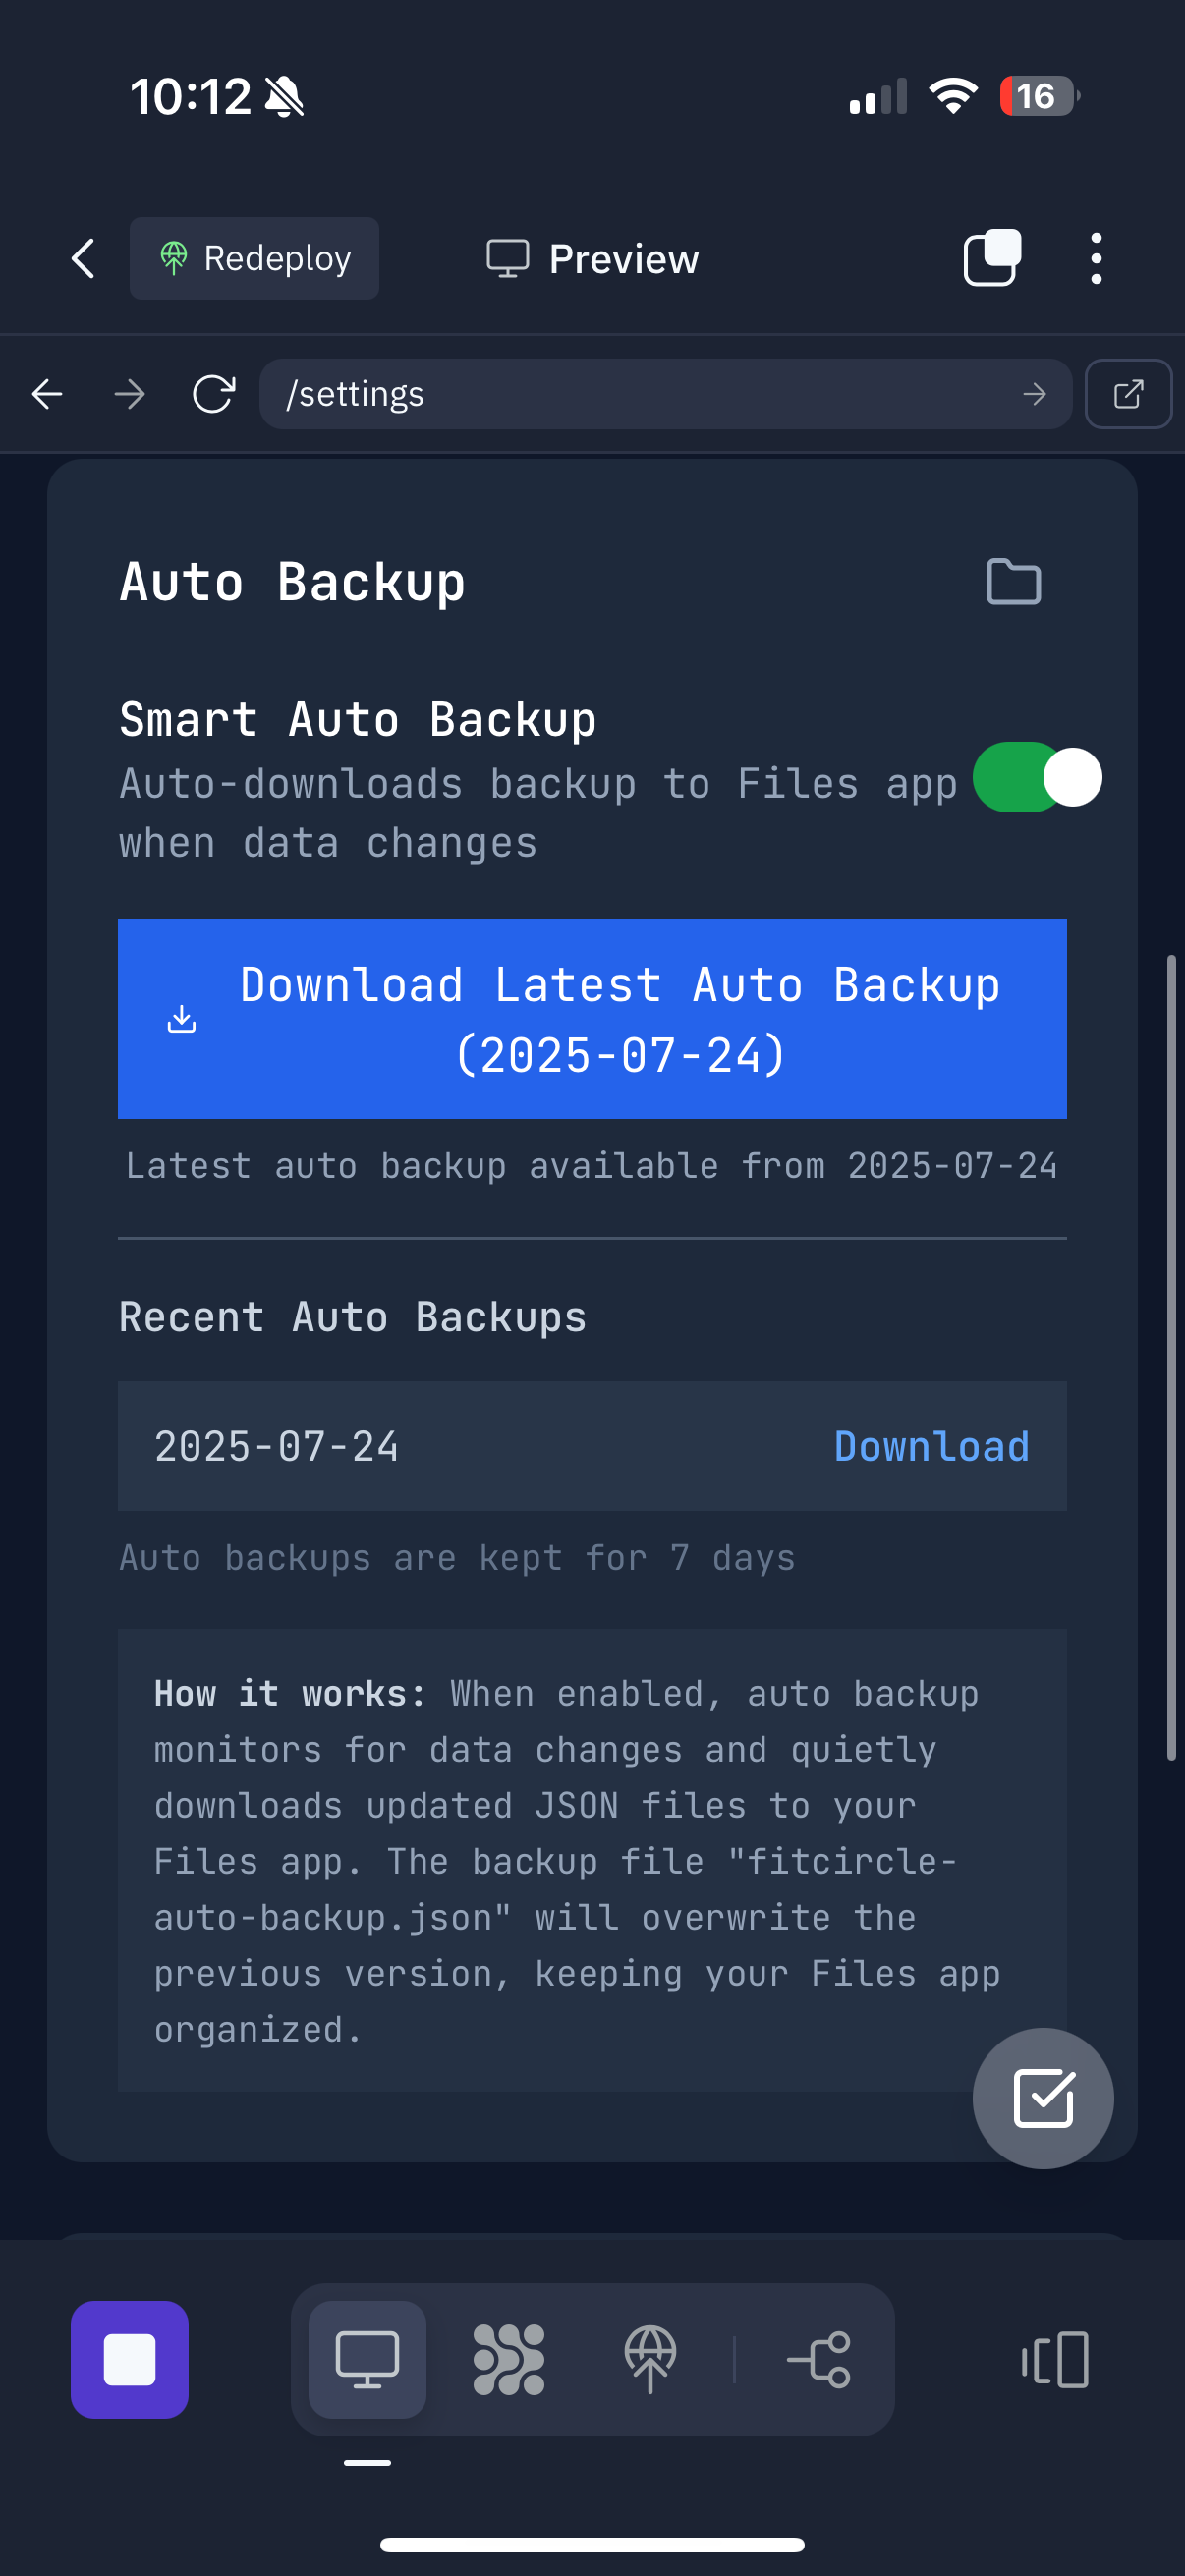 10:12
16
Redeploy
Preview
/settings
Auto Backup
Smart Auto Backup
Auto-downloads backup to Files app
when data changes
Download Latest Auto Backup
(2025-07-24)
Latest auto backup available from 2025-07-24
Recent Auto Backups
2025-07-24
Download
Auto backups are kept for 7 days
How it works: When enabled, auto backup
monitors for data changes and quietly
downloads updated JSON files to your
Files app. The backup file "fitcircle-
auto-backup.json" will overwrite the
previous version, keeping your Files app
organized.